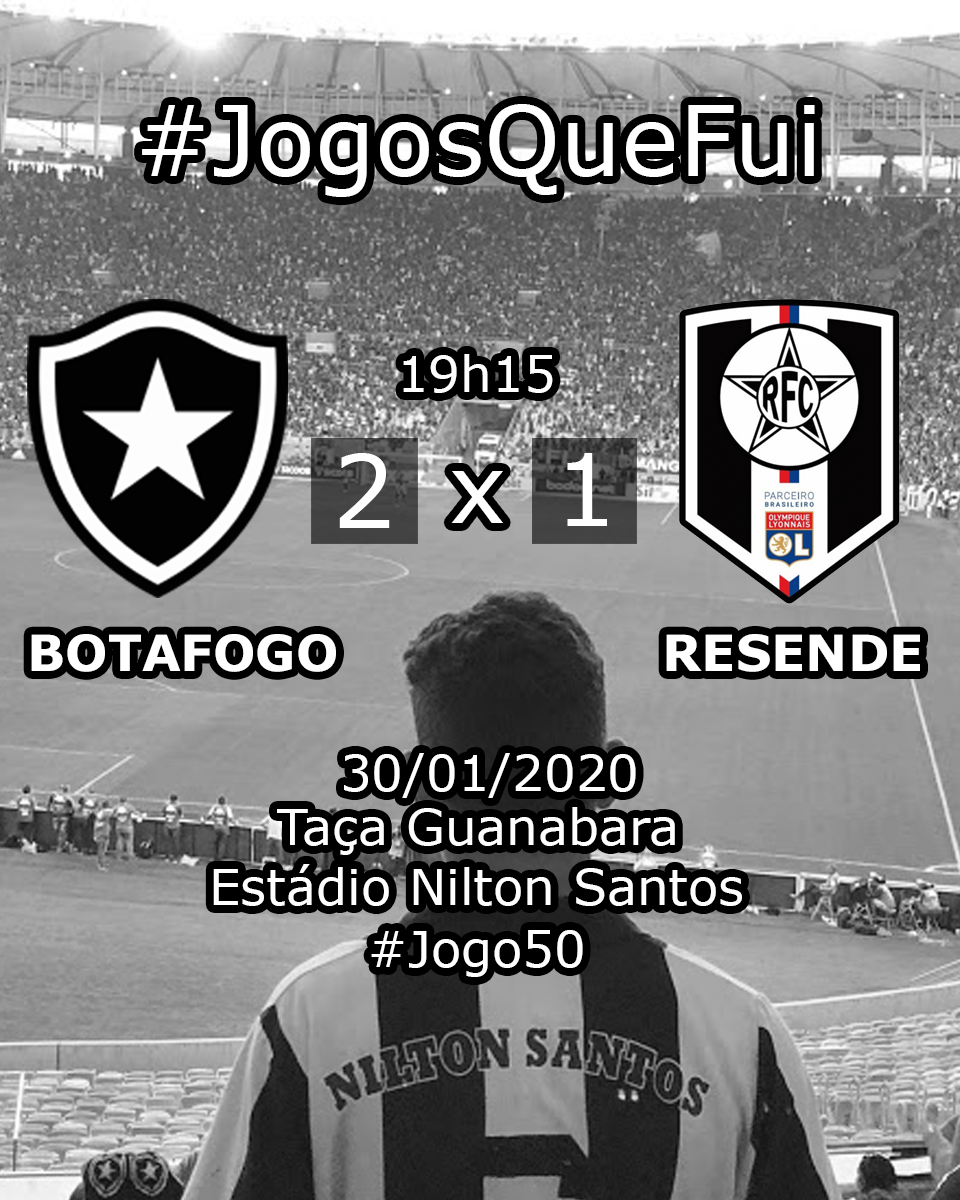 #JogosQueFui
19h15
2 x 1
RFC
PARCEIRO
BRASILEIRO
OLYMPIQUE
LYONNAIS
OL
BOTAFOGO
RESENDE
30/01/2020
Taça Guanabara
Estádio Nilton Santos
#Jogo50
NILTON SANTOS